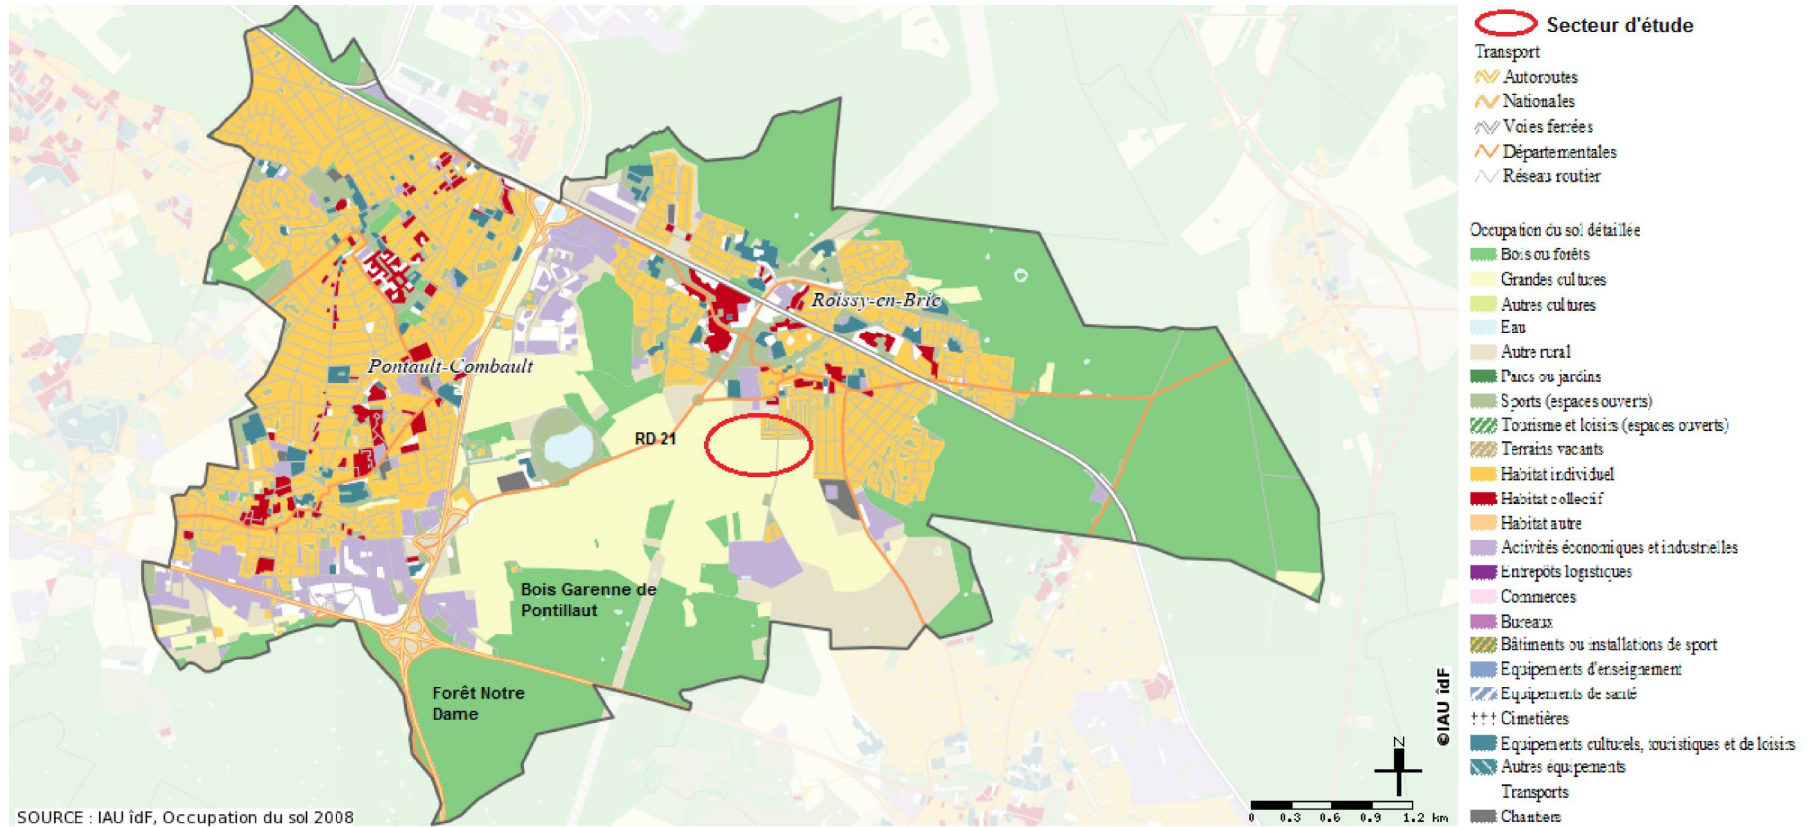 Secteur d'étude
Transport
Autoroutes
Nationales
Voies ferrées
Départementales
Réseau routier
Occupation du sol détaillée
Bois ou forêts
Grandes cultures
Autres cultures
Eau
Autre rural
Parcs ou jardins
Sports (espaces ouverts)
Tourisme et loisirs (espaces ouverts)
Terrains vacants
Habitat individuel
Habitat collectif
Habitat autre
Activités économiques et industrielles
Entrepôts logistiques
Commerces
Bureaux
Bâtiments ou installations de sport
Equipements d'enseignement
Equipements de santé
Cimetières
Equipements culturels, touristiques et de loisirs
Autres équipements
Transports
Chantiers
Roissy-en-Brie
Pontault-Combault
RD 21
Bois Garenne de
Pontillaut
Forêt Notre
Dame
©IAU îdF
N
0 0.3 0.6 0.9 1.2 km
SOURCE : IAU îdF, Occupation du sol 2008